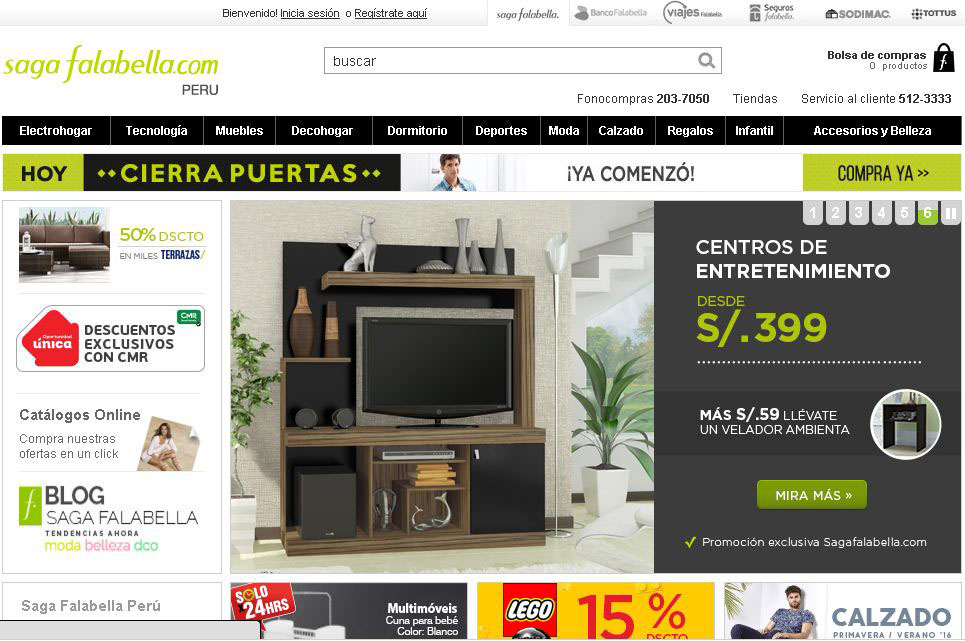 Bienvenido! Inicia sesión o Regístrate aquí
saga falabella. Banco Falabella viajes Falabella Seguros falabella. SODIMAC. TOTTUS
saga falabella.com
PERU
buscar
Bolsa de compras
0 productos
Fonocompras 203-7050 Tiendas Servicio al cliente 512-3333
Electrohogar Tecnología Muebles Decohogar Dormitorio Deportes Moda Calzado Regalos Infantil Accesorios y Belleza
HOY CIERRA PUERTAS ¡YA COMENZÓ! COMPRA YA >>
50% DSCTO
EN MILES TERRAZAS/
Oportunidad
única
CMR
DESCUENTOS
EXCLUSIVOS
CON CMR
Catálogos Online
Compra nuestras
ofertas en un click
BLOG
SAGA FALABELLA
TENDENCIAS AHORA
moda belleza dco
1 2 3 4 5 6
CENTROS DE
ENTRETENIMIENTO
DESDE
S/.399
MÁS S/.59 LLÉVATE
UN VELADOR AMBIENTA
MIRA MÁS »
Promoción exclusiva Sagafalabella.com
Saga Falabella Perú
SOLO
24HRS
Multimóviles
Cuna para bebé
Color: Blanco
LEGO
15%
DSCTO
CALZADO
PRIMAVERA / VERANO '16